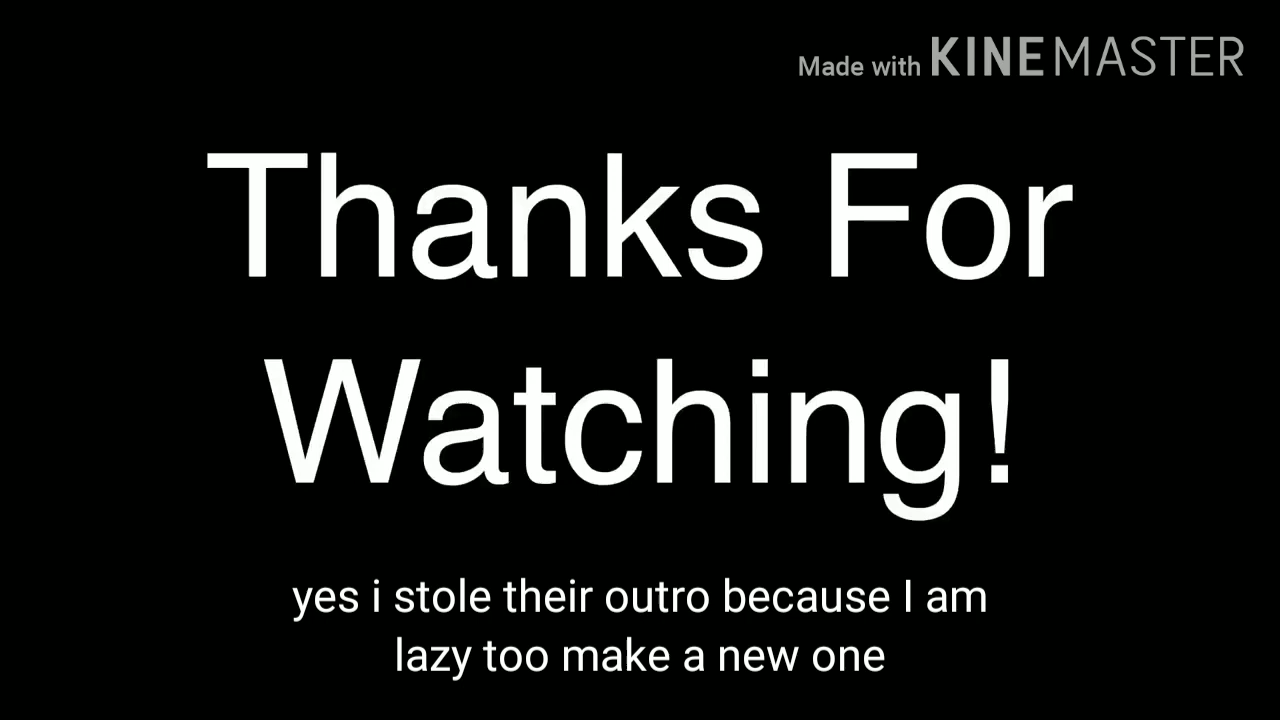 Made with KINEMASTER
Thanks For
Watching!
yes i stole their outro because I am
lazy too make a new one